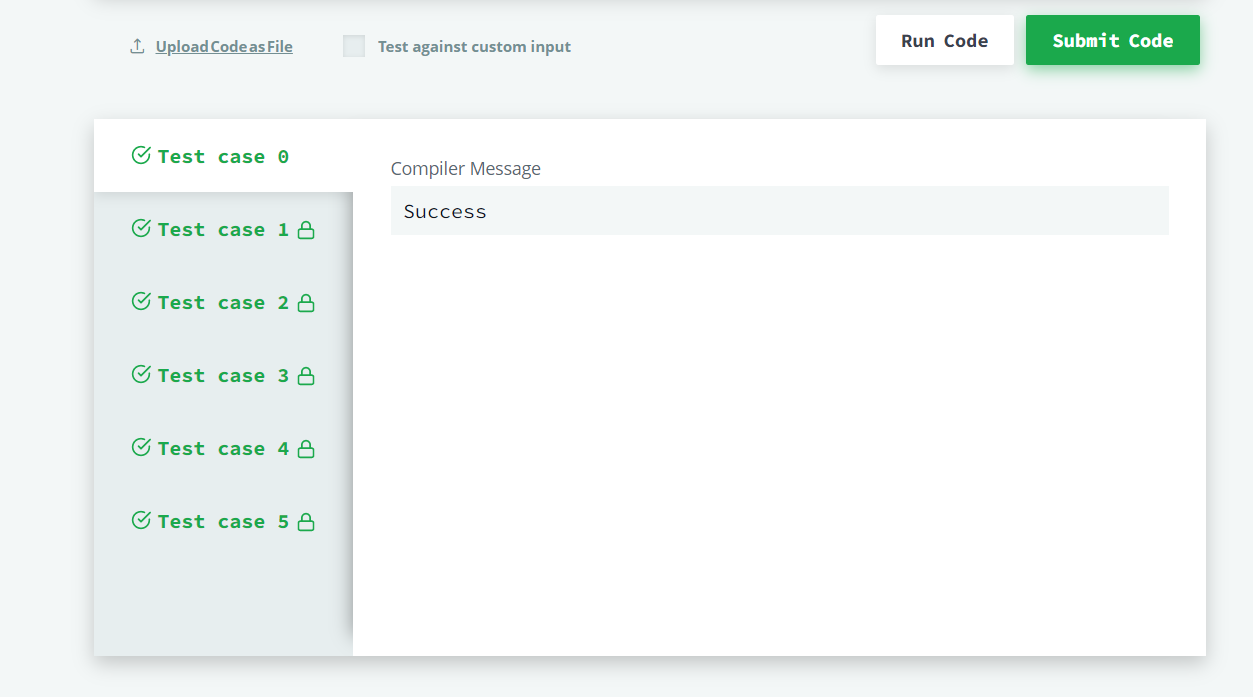 Upload Code as File
Test against custom input
Run Code
Submit Code
Test case 0
Test case 1
Test case 2
Test case 3
Test case 4
Test case 5
Compiler Message
Success